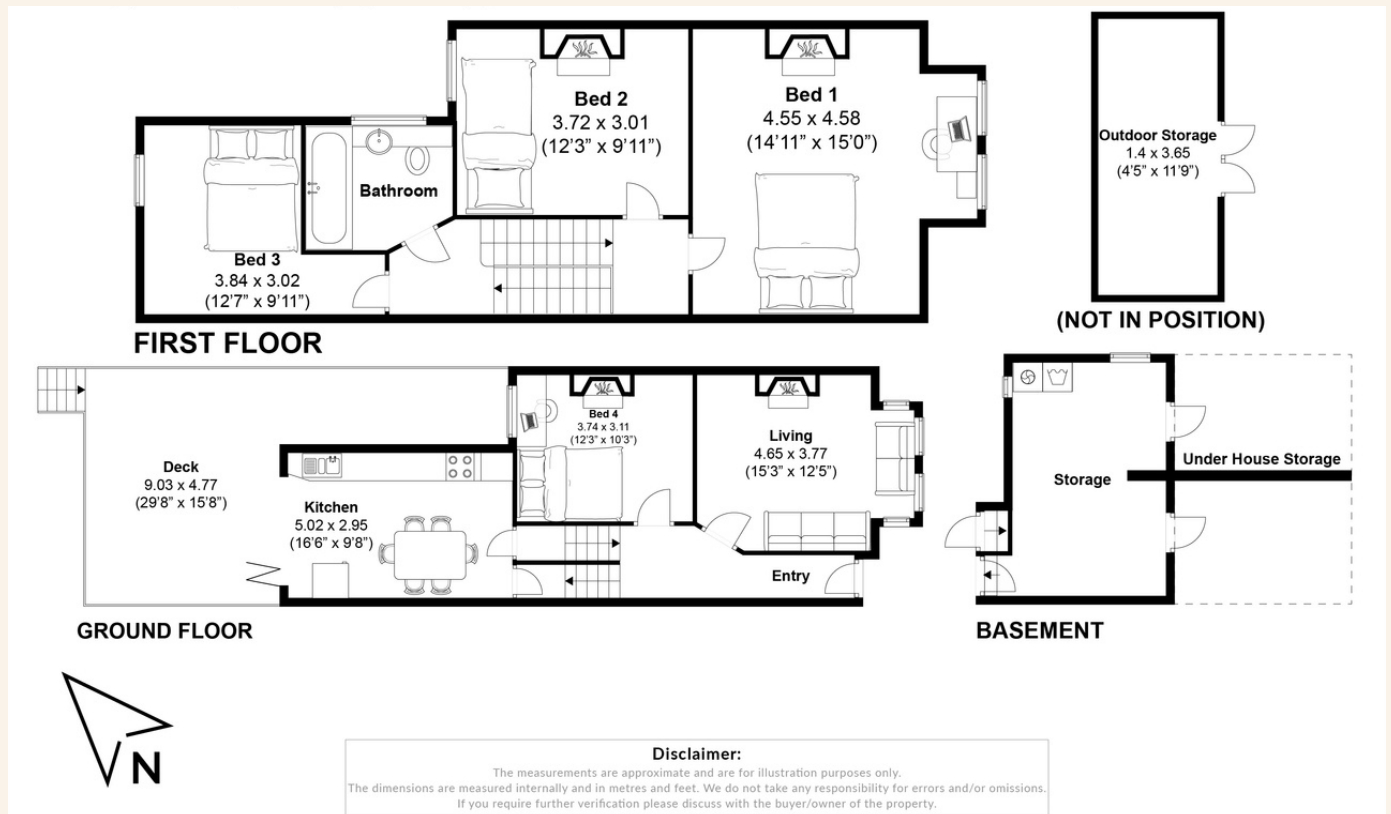 Bed 2
3.72 x 3.01
(12'3” x 9'11”)
Bed 1
4.55 x 4.58
(14'11” x 15'0”)
Outdoor Storage
1.4 x 3.65
(4'5” x 11'9”)
Bathroom
Bed 3
3.84 x 3.02
(12'7” x 9'11”)
(NOT IN POSITION)
FIRST FLOOR
Bed 4
3.74 x 3.11
(12'3” x 10'3”)
Living
4.65 x 3.77
(15'3” x 12'5”)
Deck
9.03 x 4.77
(29'8” x 15'8”)
Kitchen
5.02 x 2.95
(16'6” x 9'8”)
Entry
Under House Storage
Storage
GROUND FLOOR
BASEMENT
N
Disclaimer:
The measurements are approximate and are for illustration purposes only.
The dimensions are measured internally and in metres and feet. We do not take any responsibility for errors and/or omissions.
If you require further verification please discuss with the buyer/owner of the property.